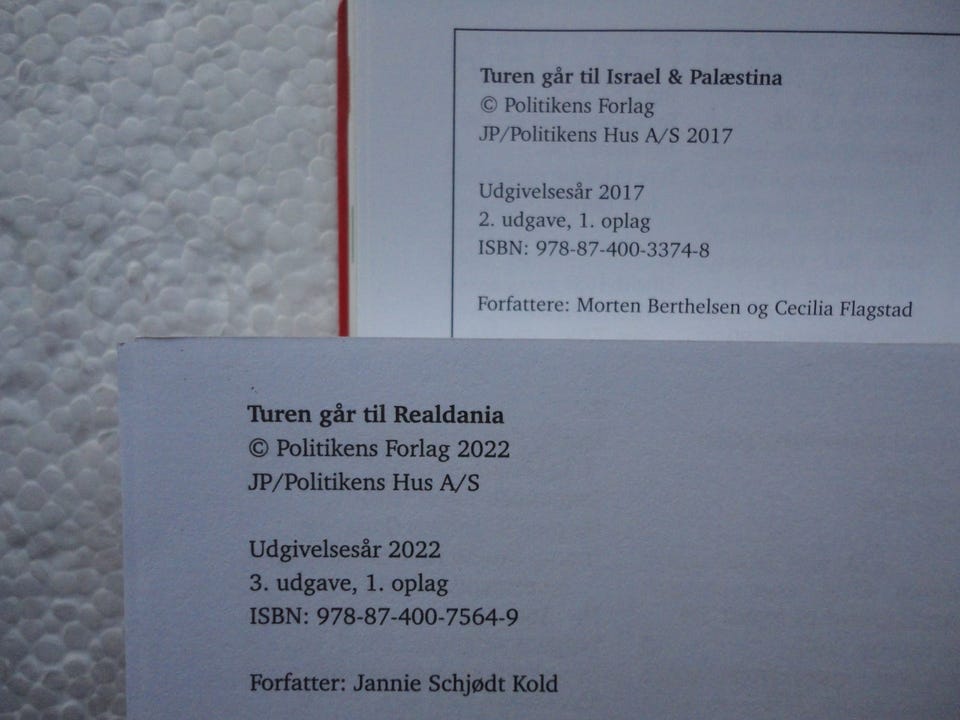 Turen går til Israel & Palæstina
© Politikens Forlag
JP/Politikens Hus A/S 2017
Udgivelsesår 2017
2. udgave, 1. oplag
ISBN: 978-87-400-3374-8
Forfattere: Morten Berthelsen og Cecilia Flagstad
Turen går til Realdania
© Politikens Forlag 2022
JP/Politikens Hus A/S
Udgivelsesår 2022
3. udgave, 1. oplag
ISBN: 978-87-400-7564-9
Forfatter: Jannie Schjødt Kold